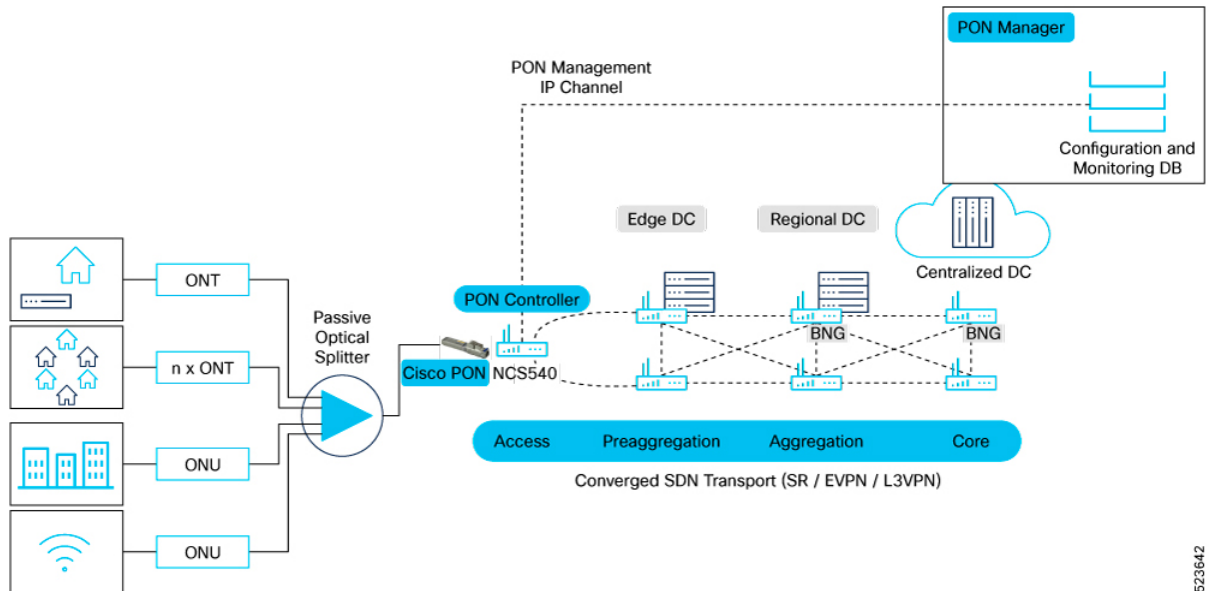 PON Manager
PON Management
IP Channel
Configuration and
Monitoring DB
Edge DC
Regional DC
Centralized DC
ONT
n x ONT
ONU
ONU
Passive
Optical
Splitter
PON Controller
Cisco PON
NCS540
BNG
BNG
Access
Preaggregation
Aggregation
Core
Converged SDN Transport (SR / EVPN / L3VPN)
523642